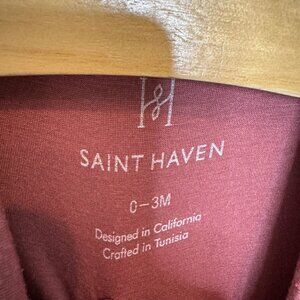 SAINT HAVEN
0-3M
Designed in California
Crafted in Tunisia